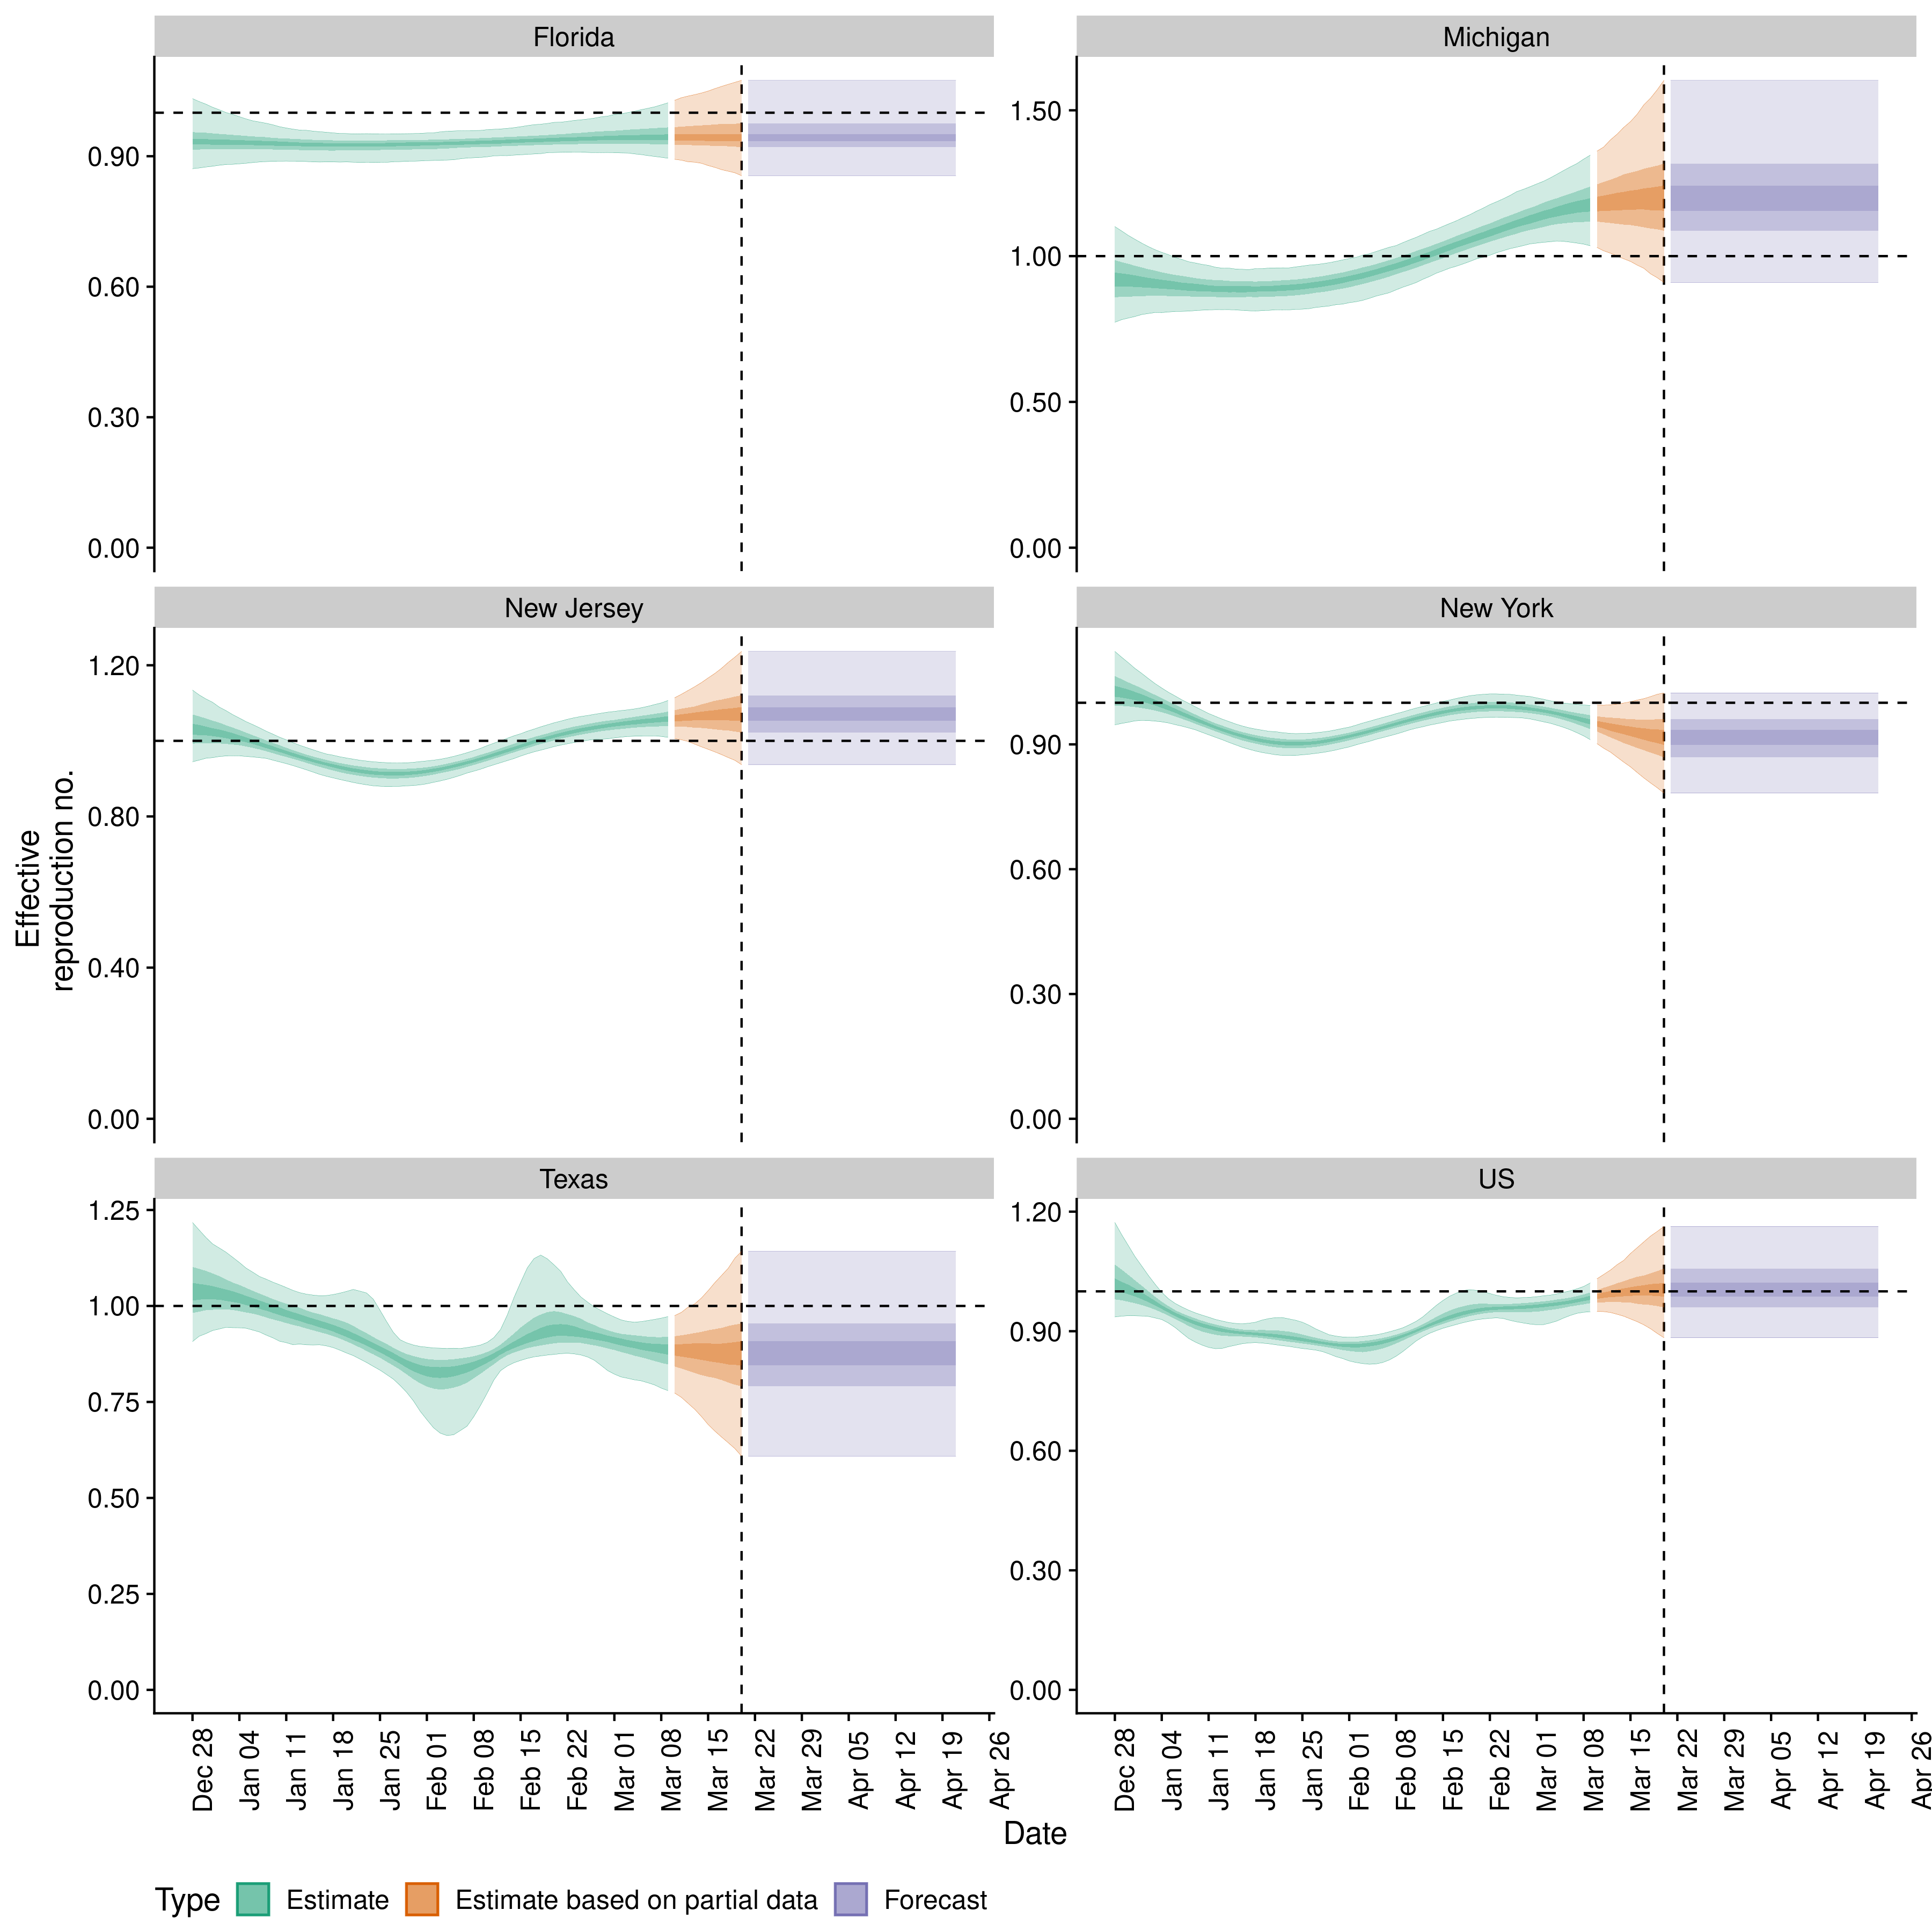 Florida
Michigan
0.90
0.60
0.30
0.00
1.50
1.00
0.50
0.00
New Jersey
New York
1.20
0.80
0.40
0.00
0.90
0.60
0.30
0.00
Effective
reproduction no.
Texas
US
1.25
1.00
0.75
0.50
0.25
0.00
1.20
0.90
0.60
0.30
0.00
Dec 28
Jan 04
Jan 11
Jan 18
Jan 25
Feb 01
Feb 08
Feb 15
Feb 22
Mar 01
Mar 08
Mar 15
Mar 22
Mar 29
Apr 05
Apr 12
Apr 19
Apr 26
Dec 28
Jan 04
Jan 11
Jan 18
Jan 25
Feb 01
Feb 08
Feb 15
Feb 22
Mar 01
Mar 08
Mar 15
Mar 22
Mar 29
Apr 05
Apr 12
Apr 19
Apr 26
Date
Type Estimate Estimate based on partial data Forecast